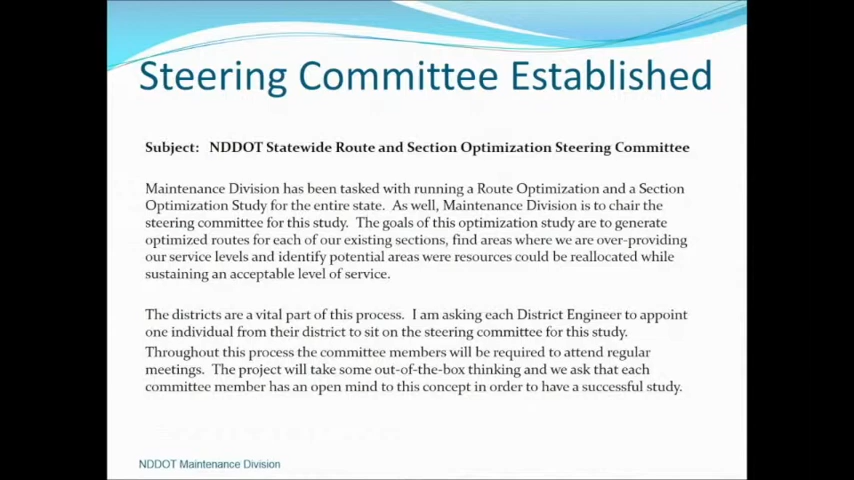 Steering Committee Established
Subject: NDDOT Statewide Route and Section Optimization Steering Committee
Maintenance Division has been tasked with running a Route Optimization and a Section
Optimization Study for the entire state. As well, Maintenance Division is to chair the
steering committee for this study. The goals of this optimization study are to generate
optimized routes for each of our existing sections, find areas where we are over-providing
our service levels and identify potential areas were resources could be reallocated while
sustaining an acceptable level of service.
The districts are a vital part of this process. I am asking each District Engineer to appoint
one individual from their district to sit on the steering committee for this study.
Throughout this process the committee members will be required to attend regular
meetings. The project will take some out-of-the-box thinking and we ask that each
committee member has an open mind to this concept in order to have a successful study.
NDDOT Maintenance Division